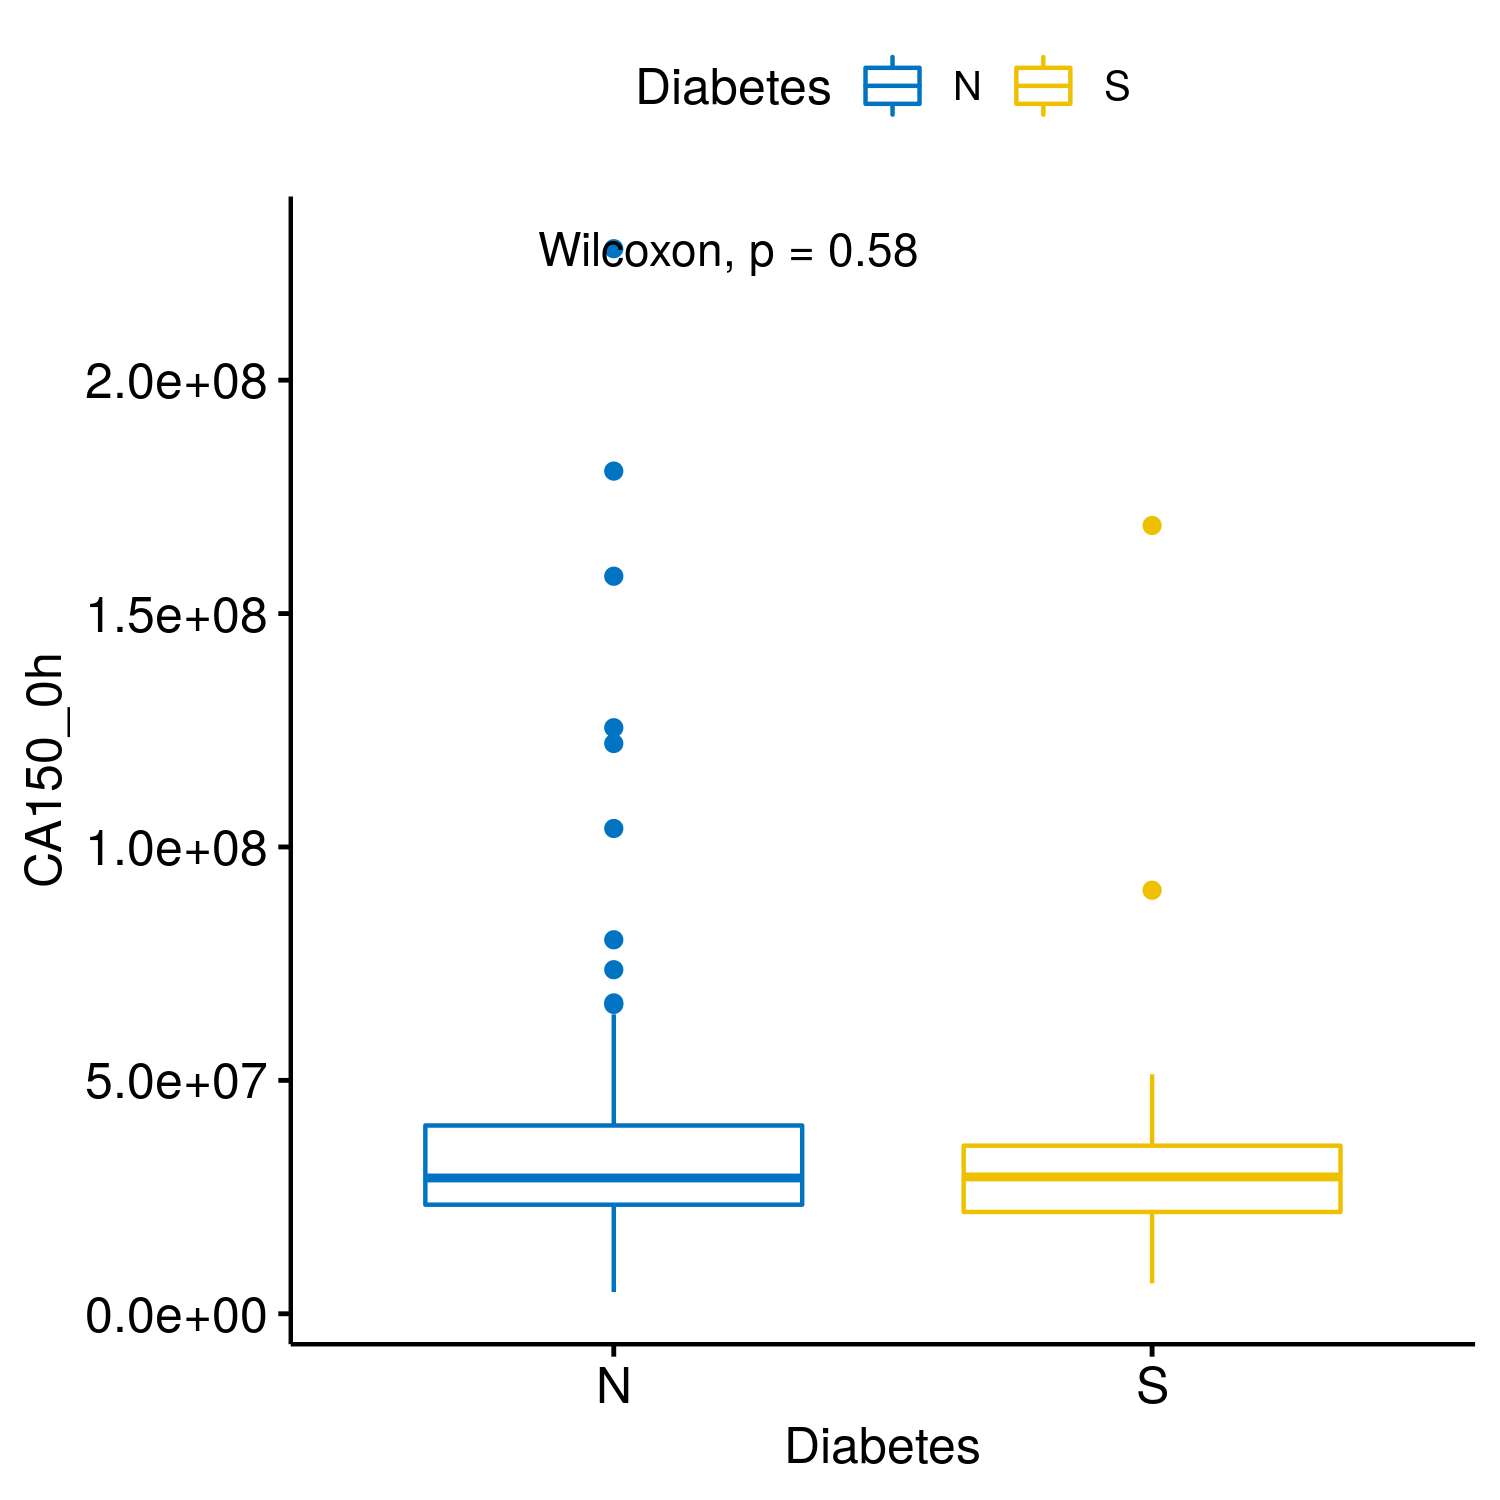 Diabetes N S
Wilcoxon, p = 0.58
2.0e+08
1.5e+08
1.0e+08
5.0e+07
0.0e+00
CA150_0h
N S
Diabetes